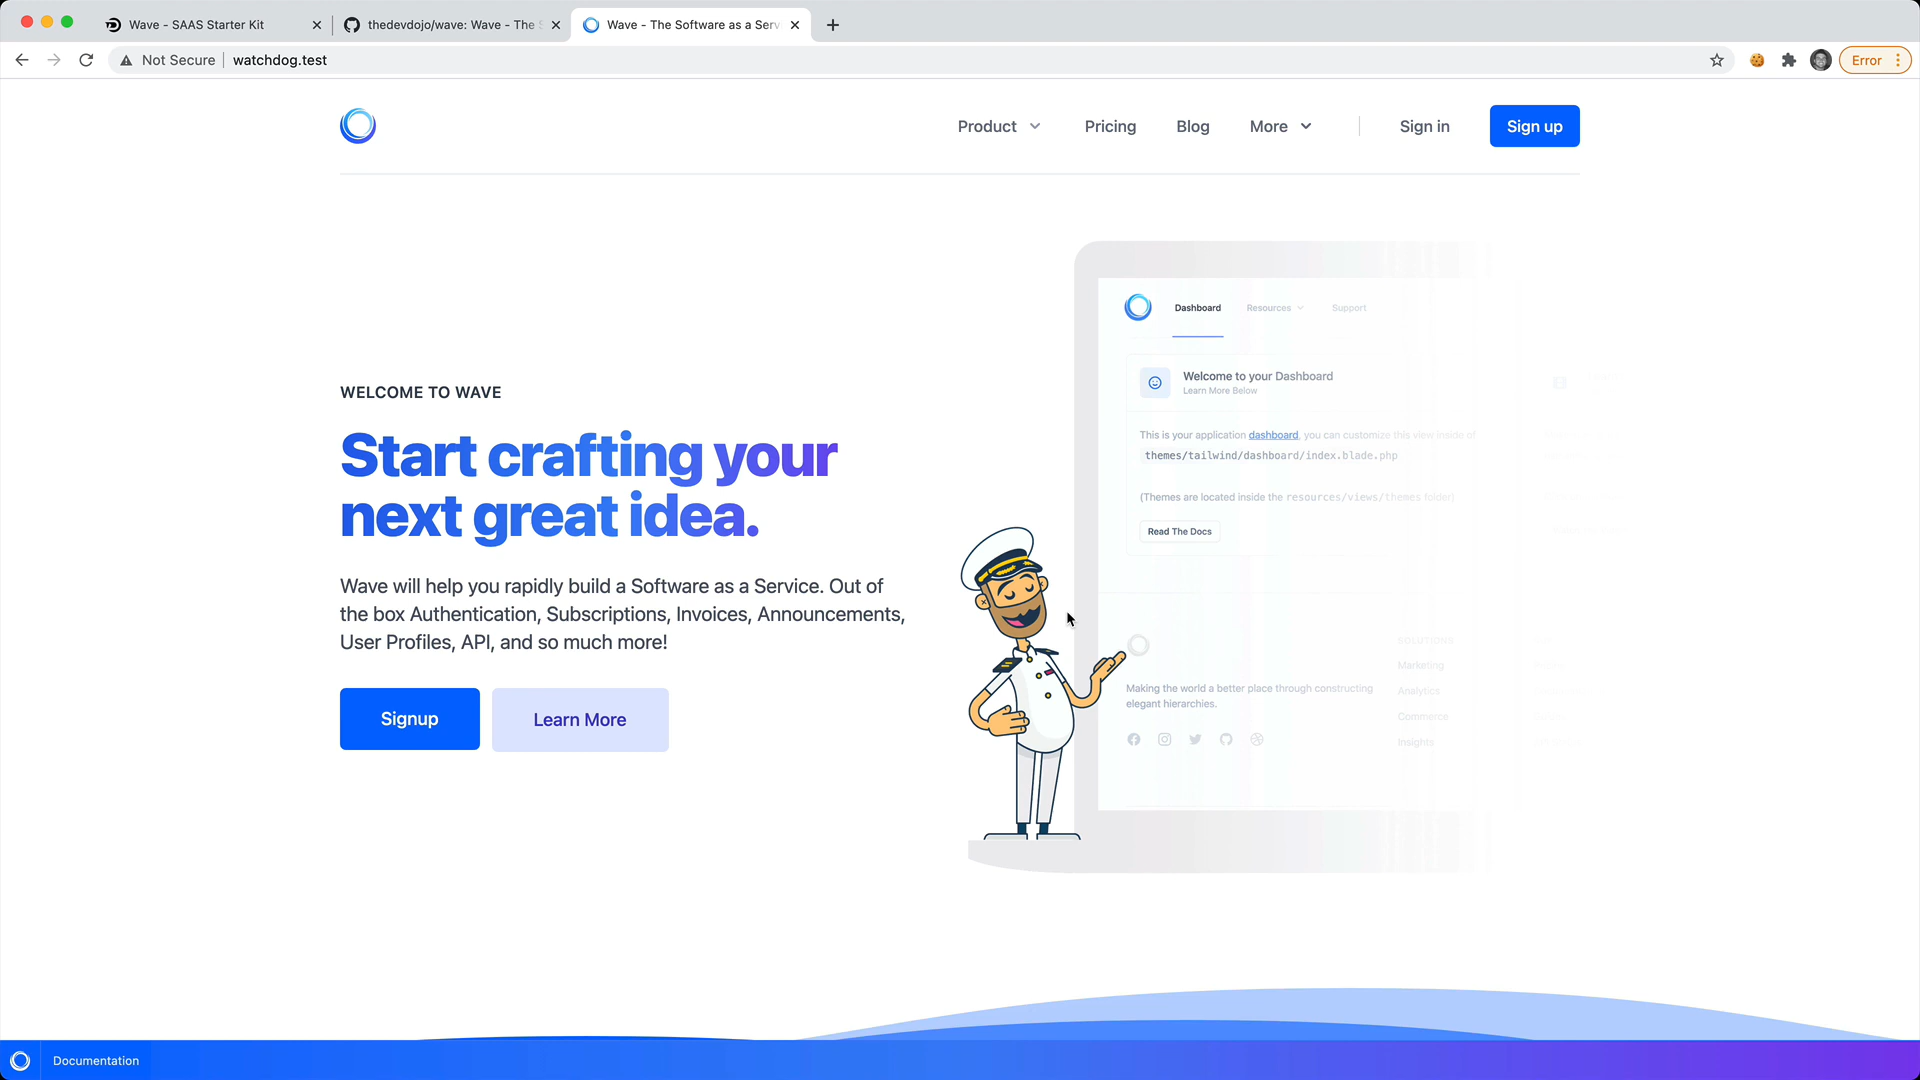 Wave - SAAS Starter Kit
thedevdojo/wave: Wave - The S
Wave - The Software as a Serv
Not Secure
watchdog.test
Error
Product
Pricing
Blog
More
Sign in
Sign up
Dashboard
Resources
Support
Welcome to your Dashboard
Learn More Below
This is your application dashboard, you can customize this view inside of
themes/tailwind/dashboard/index.blade.php
(Themes are located inside the resources/views/themes folder)
Read The Docs
WELCOME TO WAVE
Start crafting your
next great idea.
Wave will help you rapidly build a Software as a Service. Out of
the box Authentication, Subscriptions, Invoices, Announcements,
User Profiles, API, and so much more!
Signup
Learn More
Making the world a better place through constructing
elegant hierarchies.
SOLUTIONS
Marketing
Analytics
Commerce
Insights
Documentation